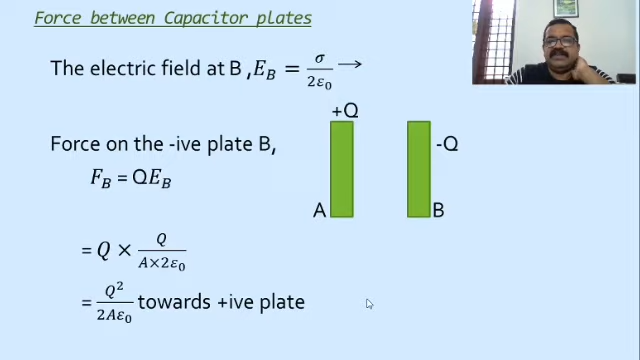 Force between Capacitor plates
The electric field at B ,E_B = σ/2ε₀ →
+Q
Force on the -ive plate B,
-Q
F_B = QE_B
A
B
= Q × Q/A×2ε₀
= Q²/2Aε₀ towards +ive plate